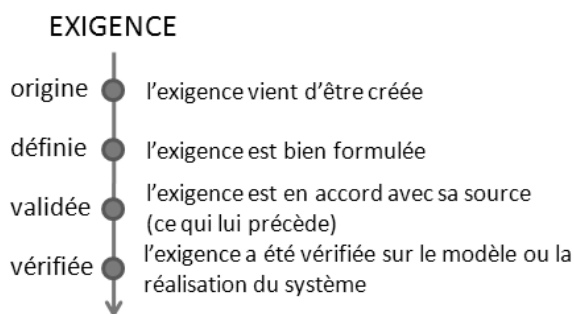 EXIGENCE
origine l'exigence vient d'être créée
définie l'exigence est bien formulée
validée l'exigence est en accord avec sa source
(ce qui lui précède)
vérifiée l'exigence a été vérifiée sur le modèle ou la
réalisation du système